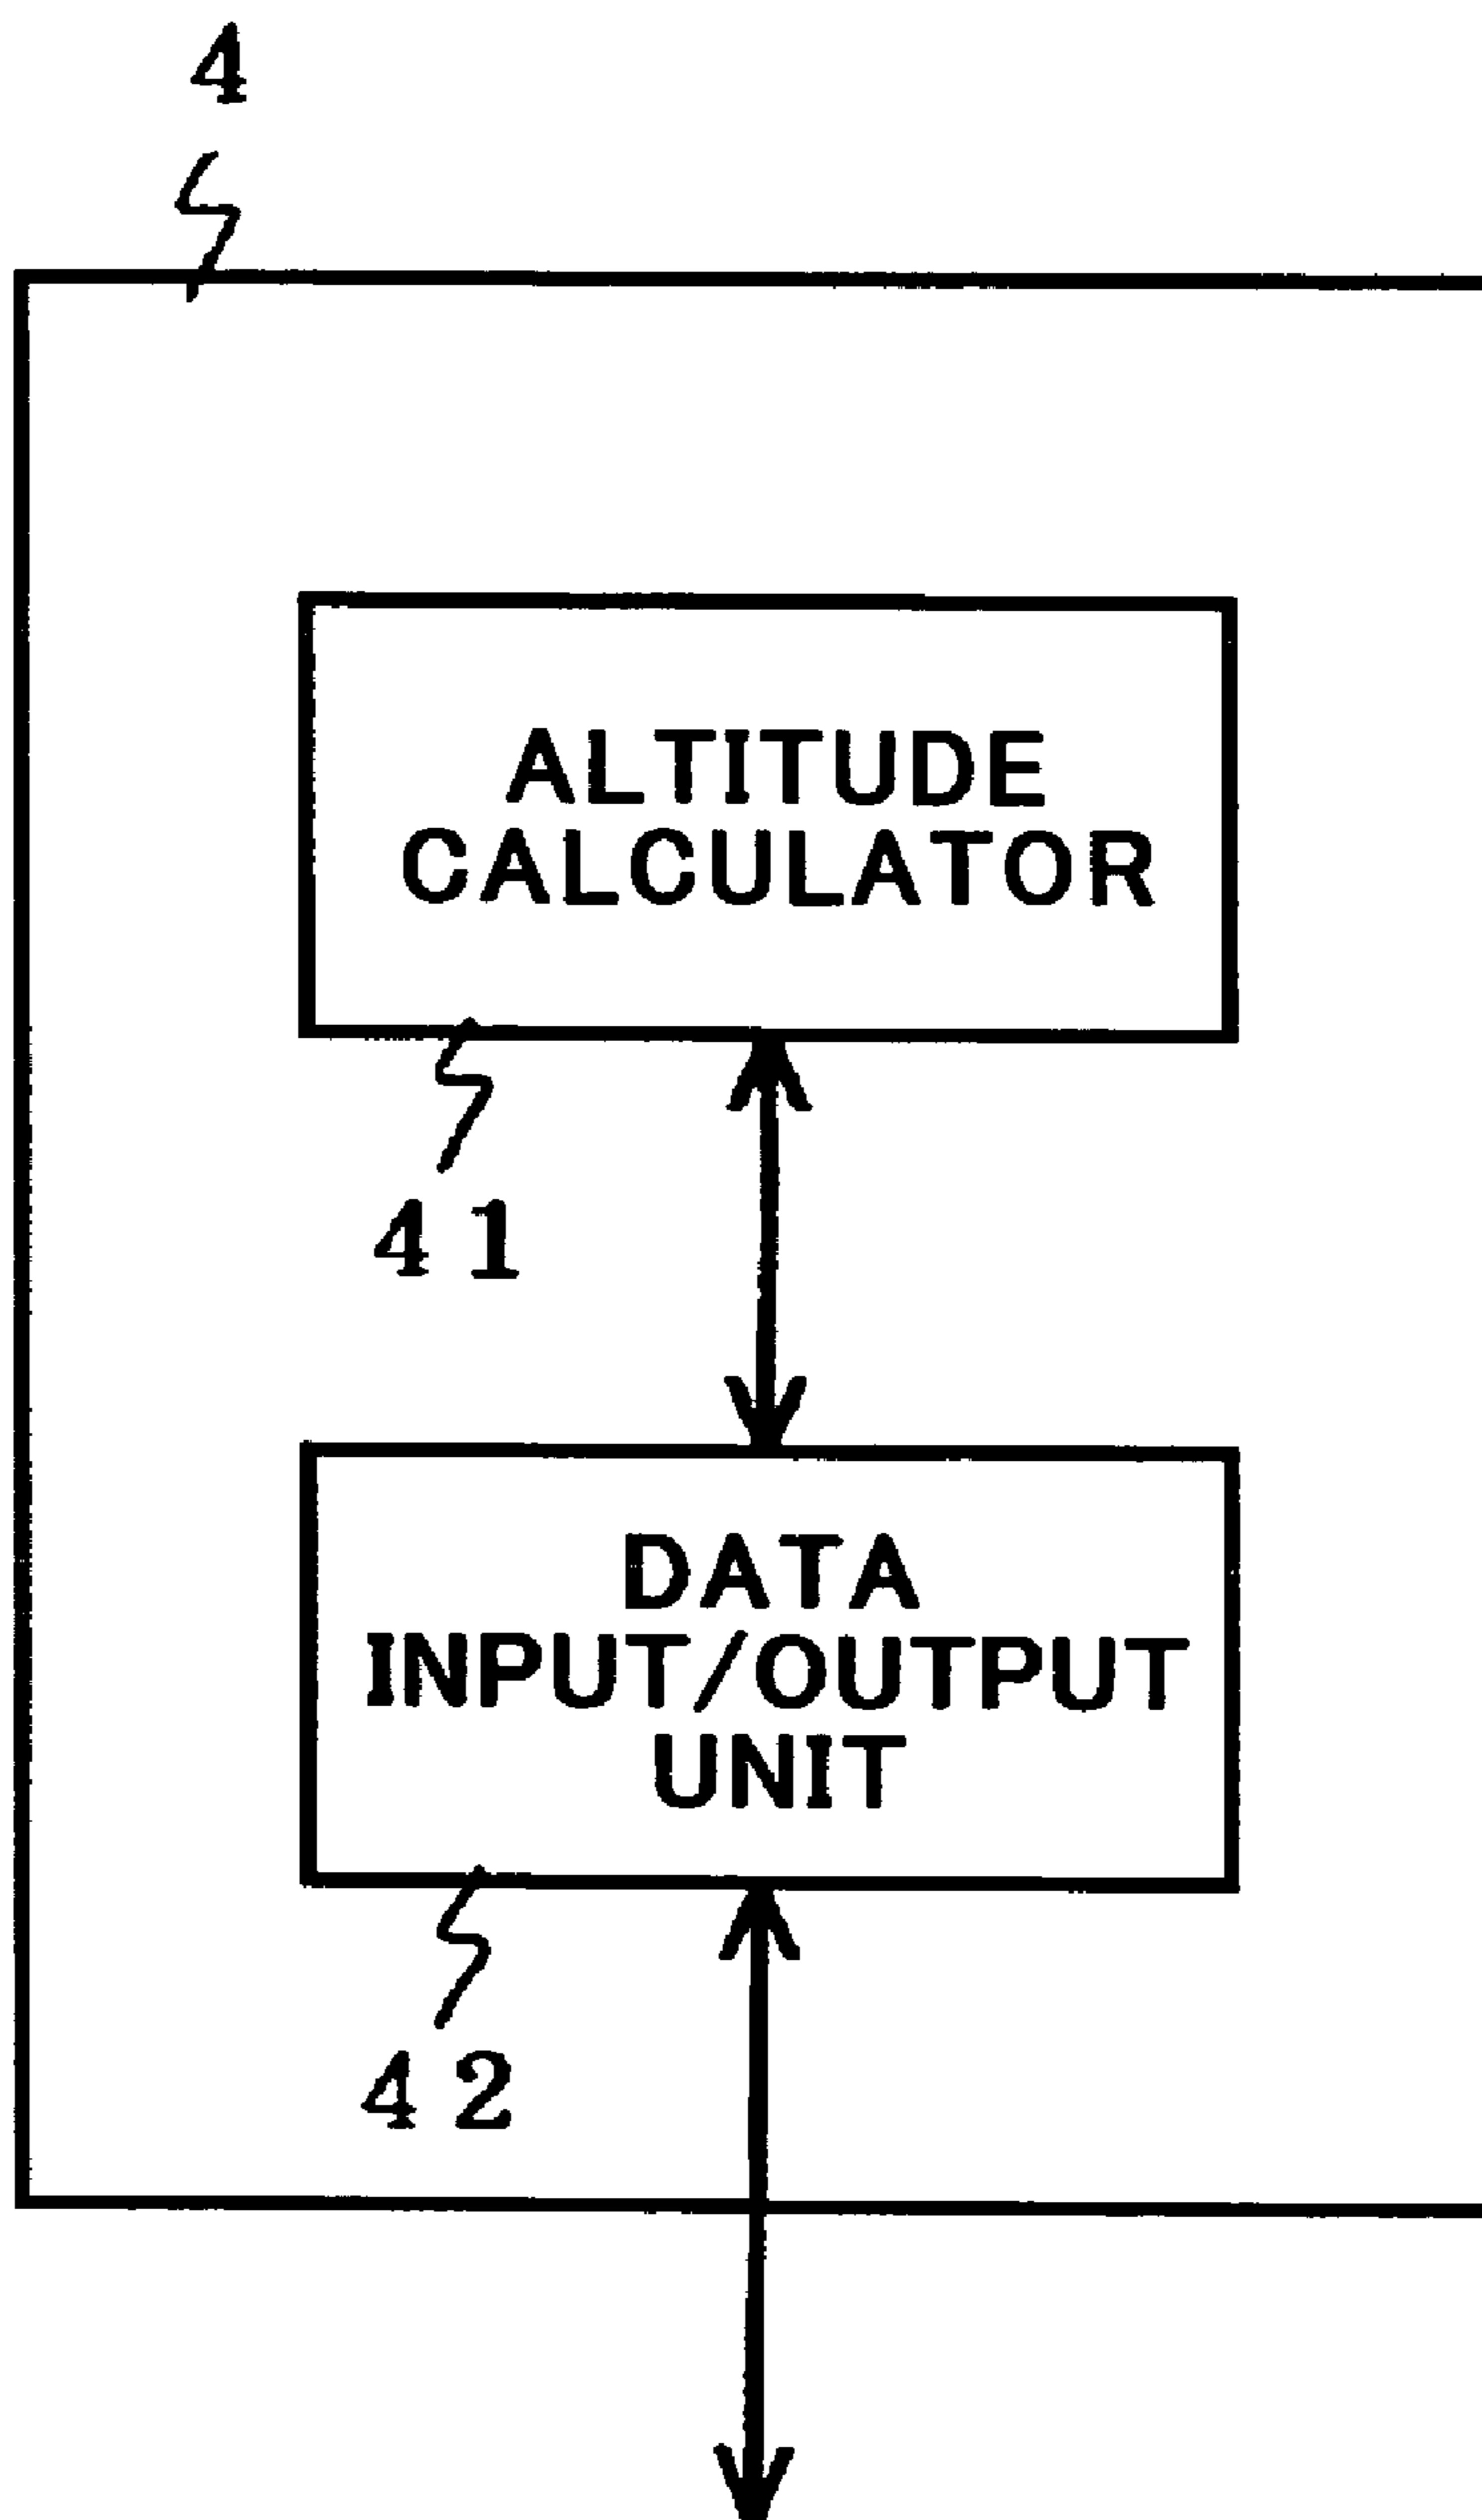 4
ALTITUDE
CALCULATOR
41
DATA
INPUT/OUTPUT
UNIT
42